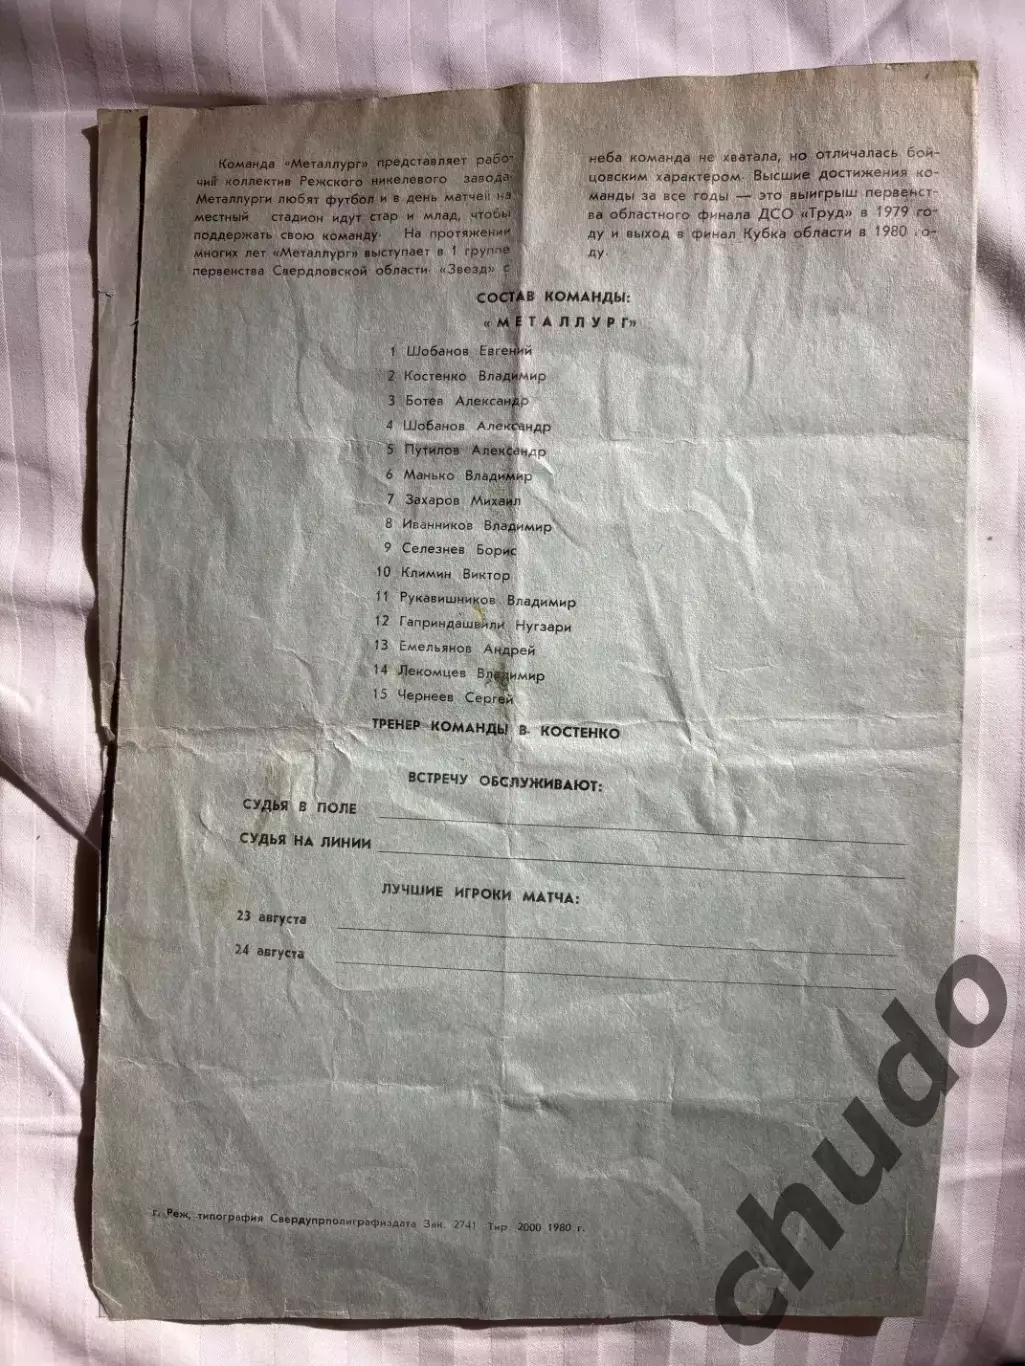 Команда «Металлург» представляет рабо-
чий коллектив Режского никелевого завода.
Металлурги любят футбол и в день матчей на
местный стадион идут стар и млад, чтобы
поддержать свою команду. На протяжении
многих лет «Металлург» выступает в 1 группе
первенства Свердловской области. «Звезд» с
неба команда не хватала, но отличалась бой-
цовским характером. Высшие достижения ко-
манды за все годы — это выигрыш первенст-
ва областного финала ДСО «Труд» в 1979 го-
ду и выход в финал Кубка области в 1980 го-
ду.
СОСТАВ КОМАНДЫ:
«МЕТАЛЛУРГ»
1 Шобанов Евгений
2 Костенко Владимир
3 Ботев Александр
4 Шобанов Александр
5 Путилов Александр
6 Манько Владимир
7 Захаров Михаил
8 Иванников Владимир
9 Селезнев Борис
10 Климин Виктор
11 Рукавишников Владимир
12 Гаприндашвили Нугзари
13 Емельянов Андрей
14 Лекомцев Владимир
15 Чернеев Сергей
ТРЕНЕР КОМАНДЫ В. КОСТЕНКО
ВСТРЕЧУ ОБСЛУЖИВАЮТ:
СУДЬЯ В ПОЛЕ
СУДЬЯ НА ЛИНИИ
ЛУЧШИЕ ИГРОКИ МАТЧА:
23 августа
24 августа
г. Реж, типография Свердупрполиграфиздата Зак. 2741 Тир. 2000 1980 г.
chudo